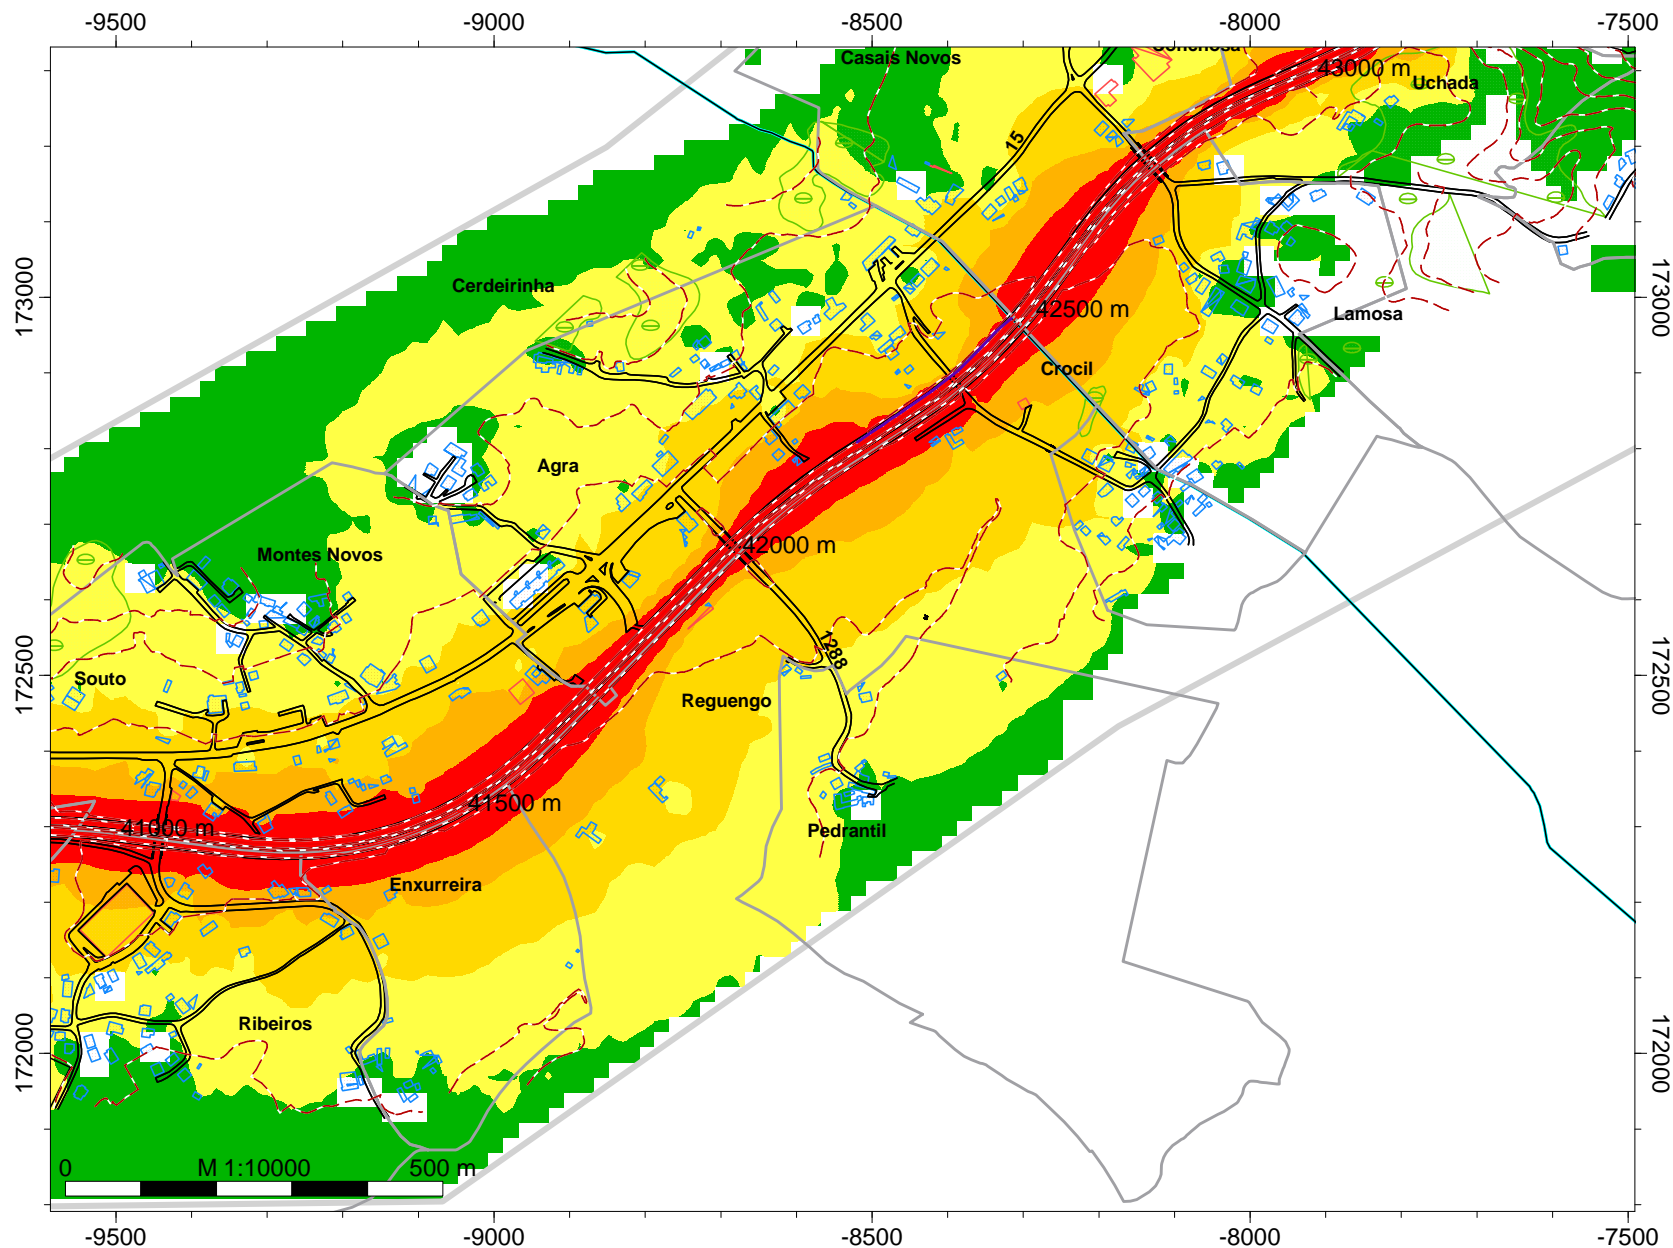 -9500 -9000 -8500 -8000 -7500
Casais Novos
43000 m
Uchada
15
173000
Cerdeirinha
42500 m
Lamosa
173000
Crocil
Agra
42000 m
Montes Novos
1288
172500
Souto
Reguengo
172500
41500 m
41000 m
Pedrantil
Enxurreira
Ribeiros
172000
172000
0 M 1:10000 500 m
-9500 -9000 -8500 -8000 -7500